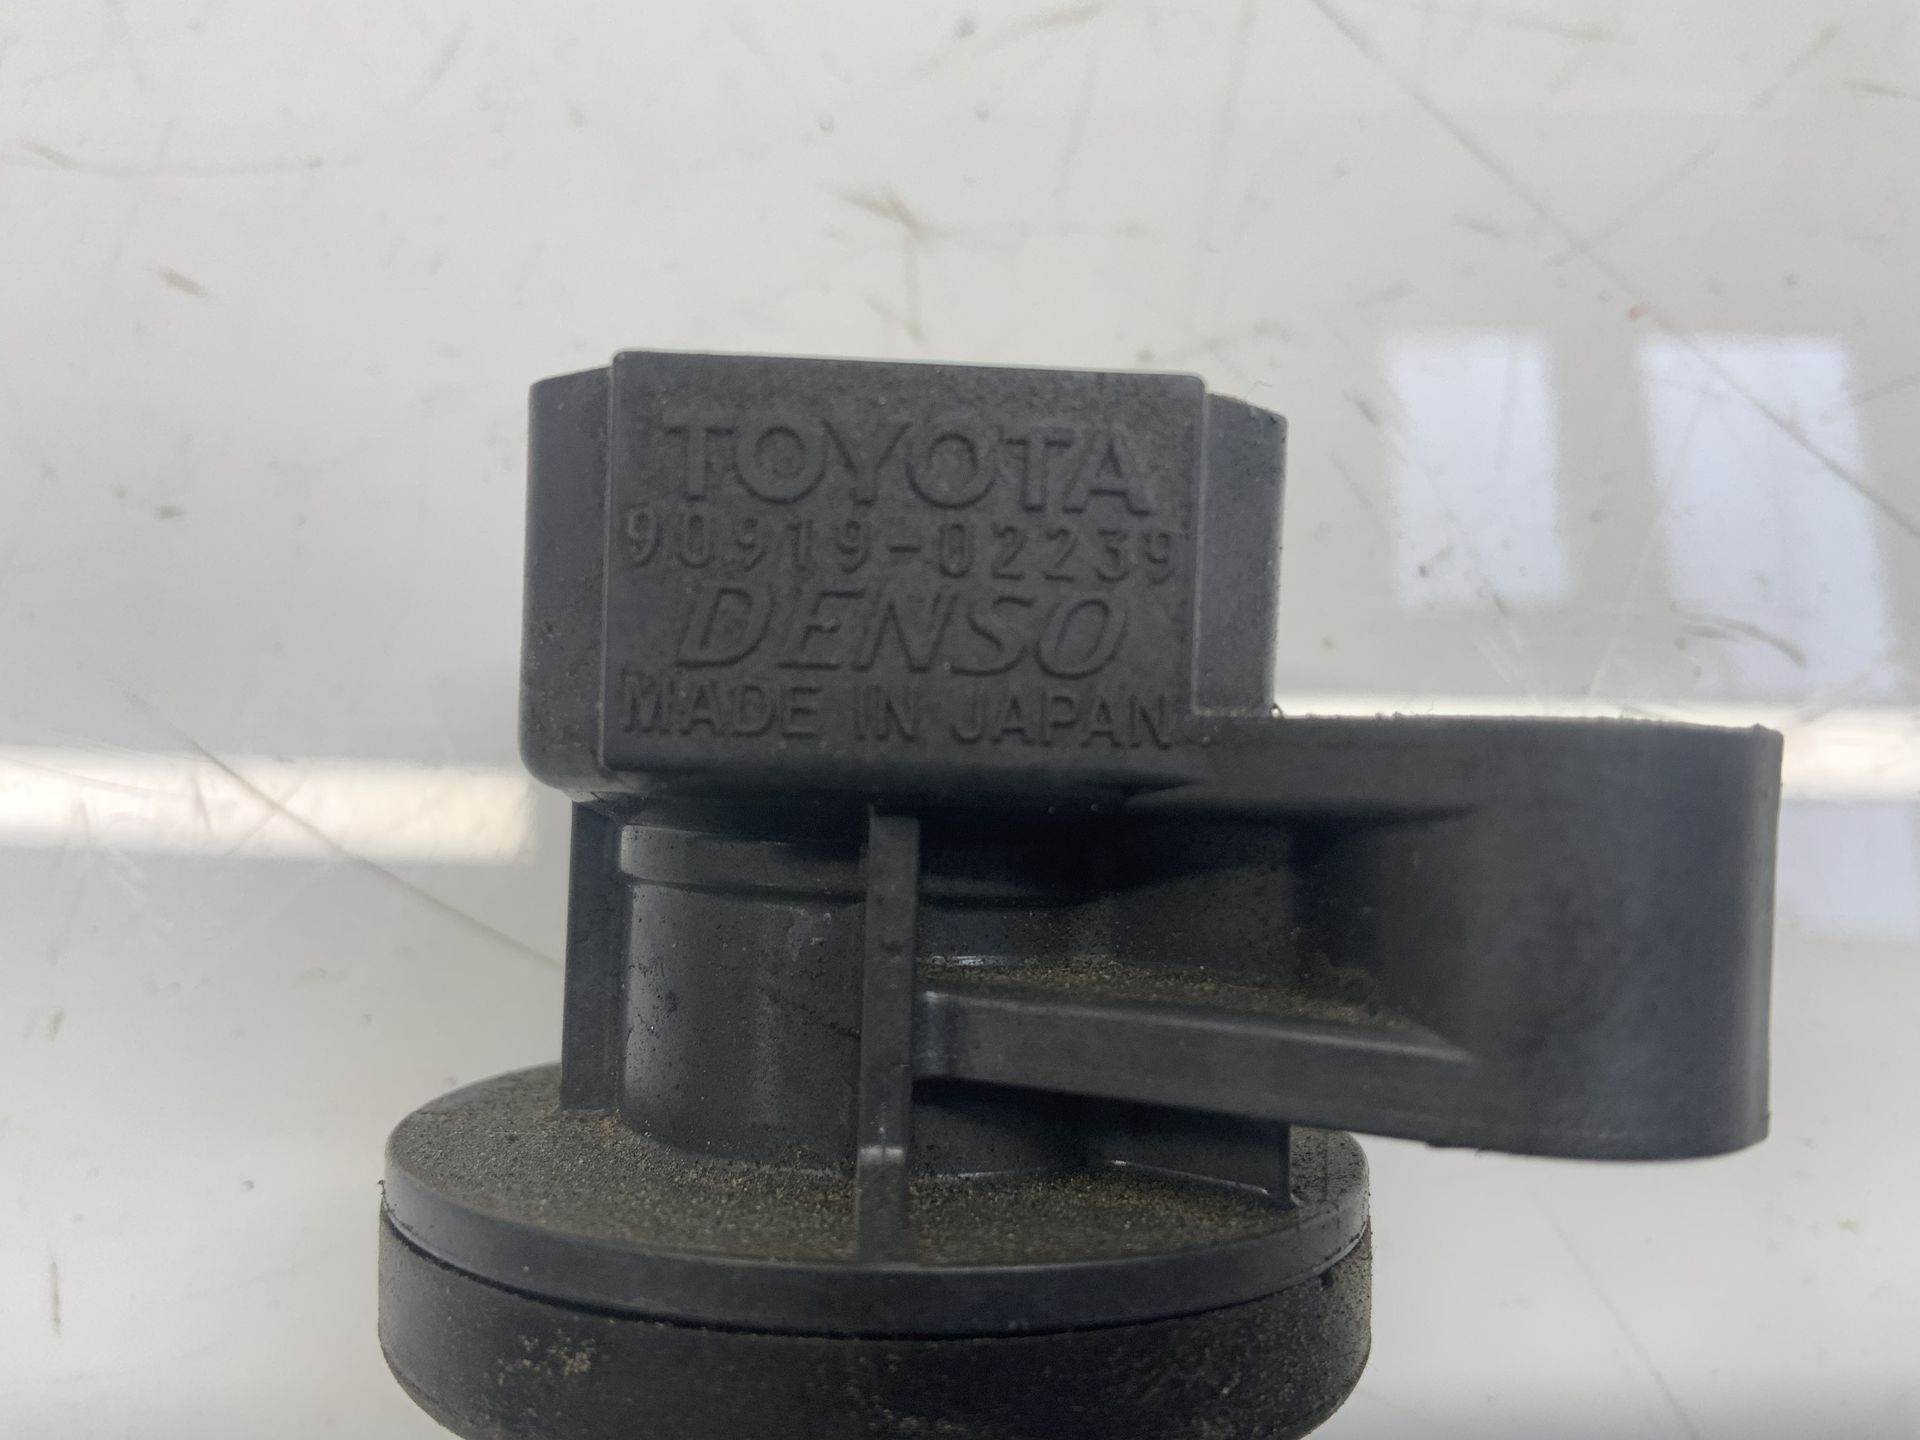 TOYOTA
90919-02239
DENSO
MADE IN JAPAN